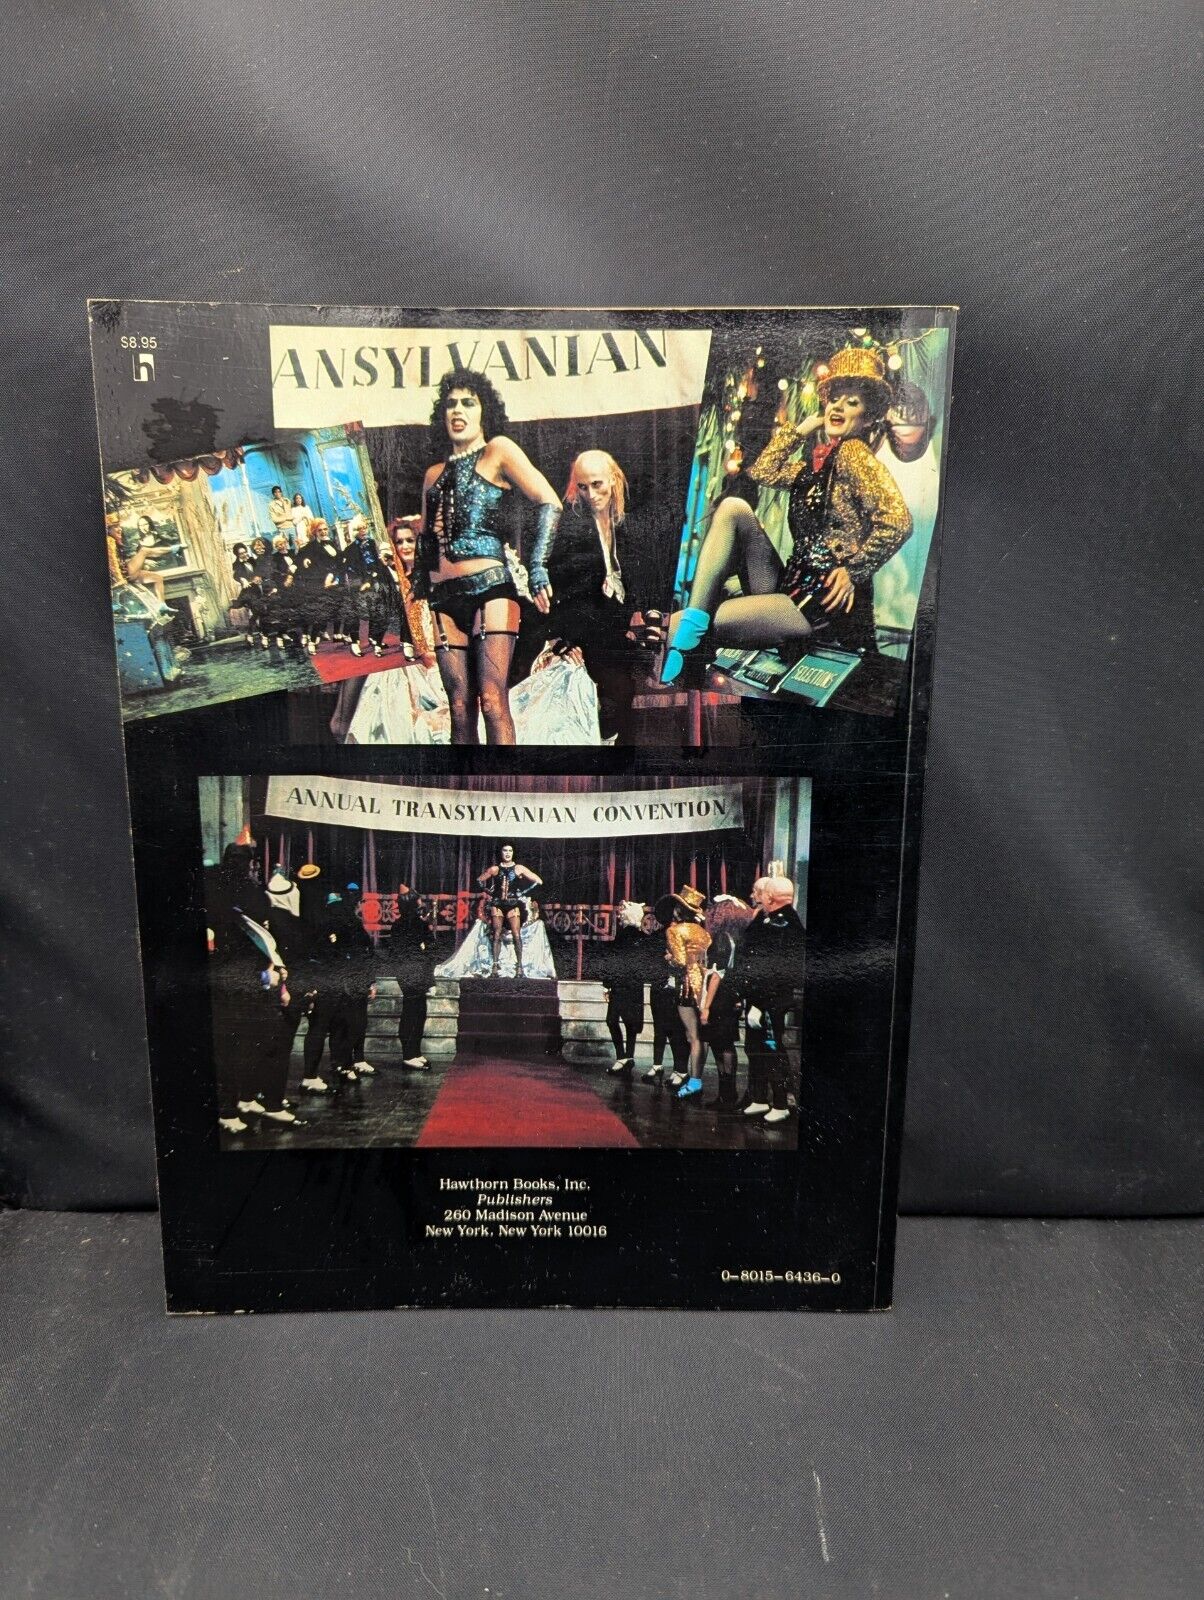 $8.95
h
ANSYLVANIAN
SELECTIONS
ANNUAL TRANSYLVANIAN CONVENTION
Hawthorn Books, Inc.
Publishers
260 Madison Avenue
New York, New York 10016
0-8015-6436-0